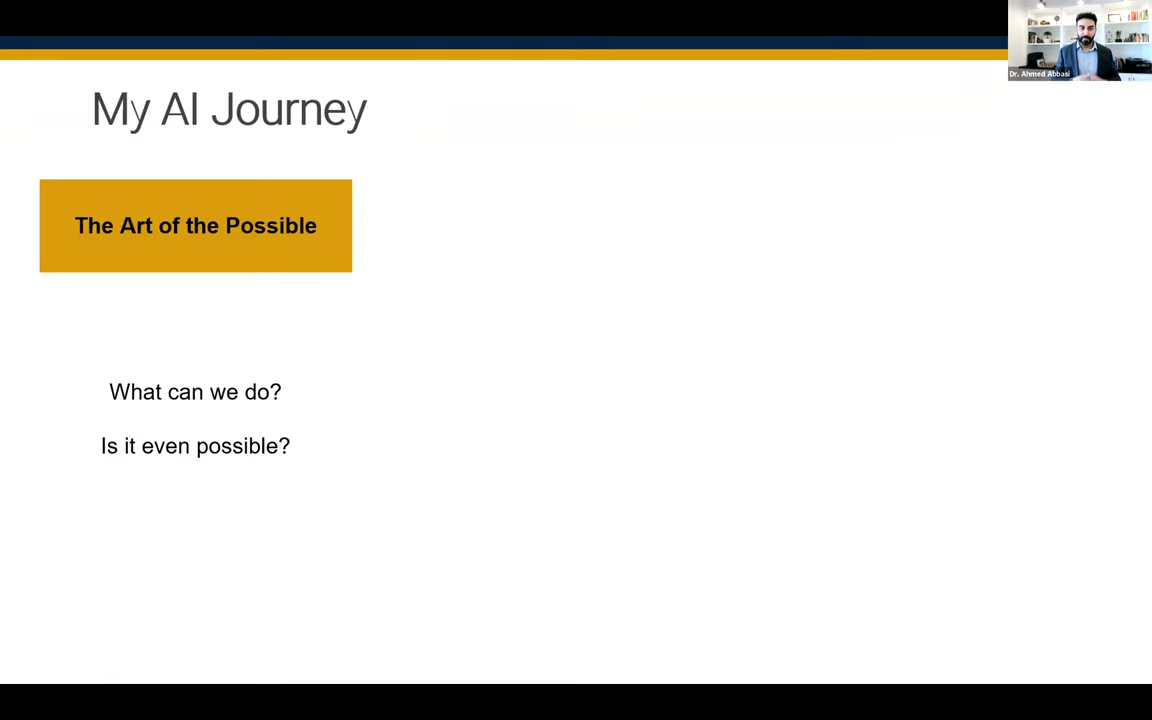 Dr. Ahmed Abbasi
My AI Journey
The Art of the Possible
What can we do?
Is it even possible?